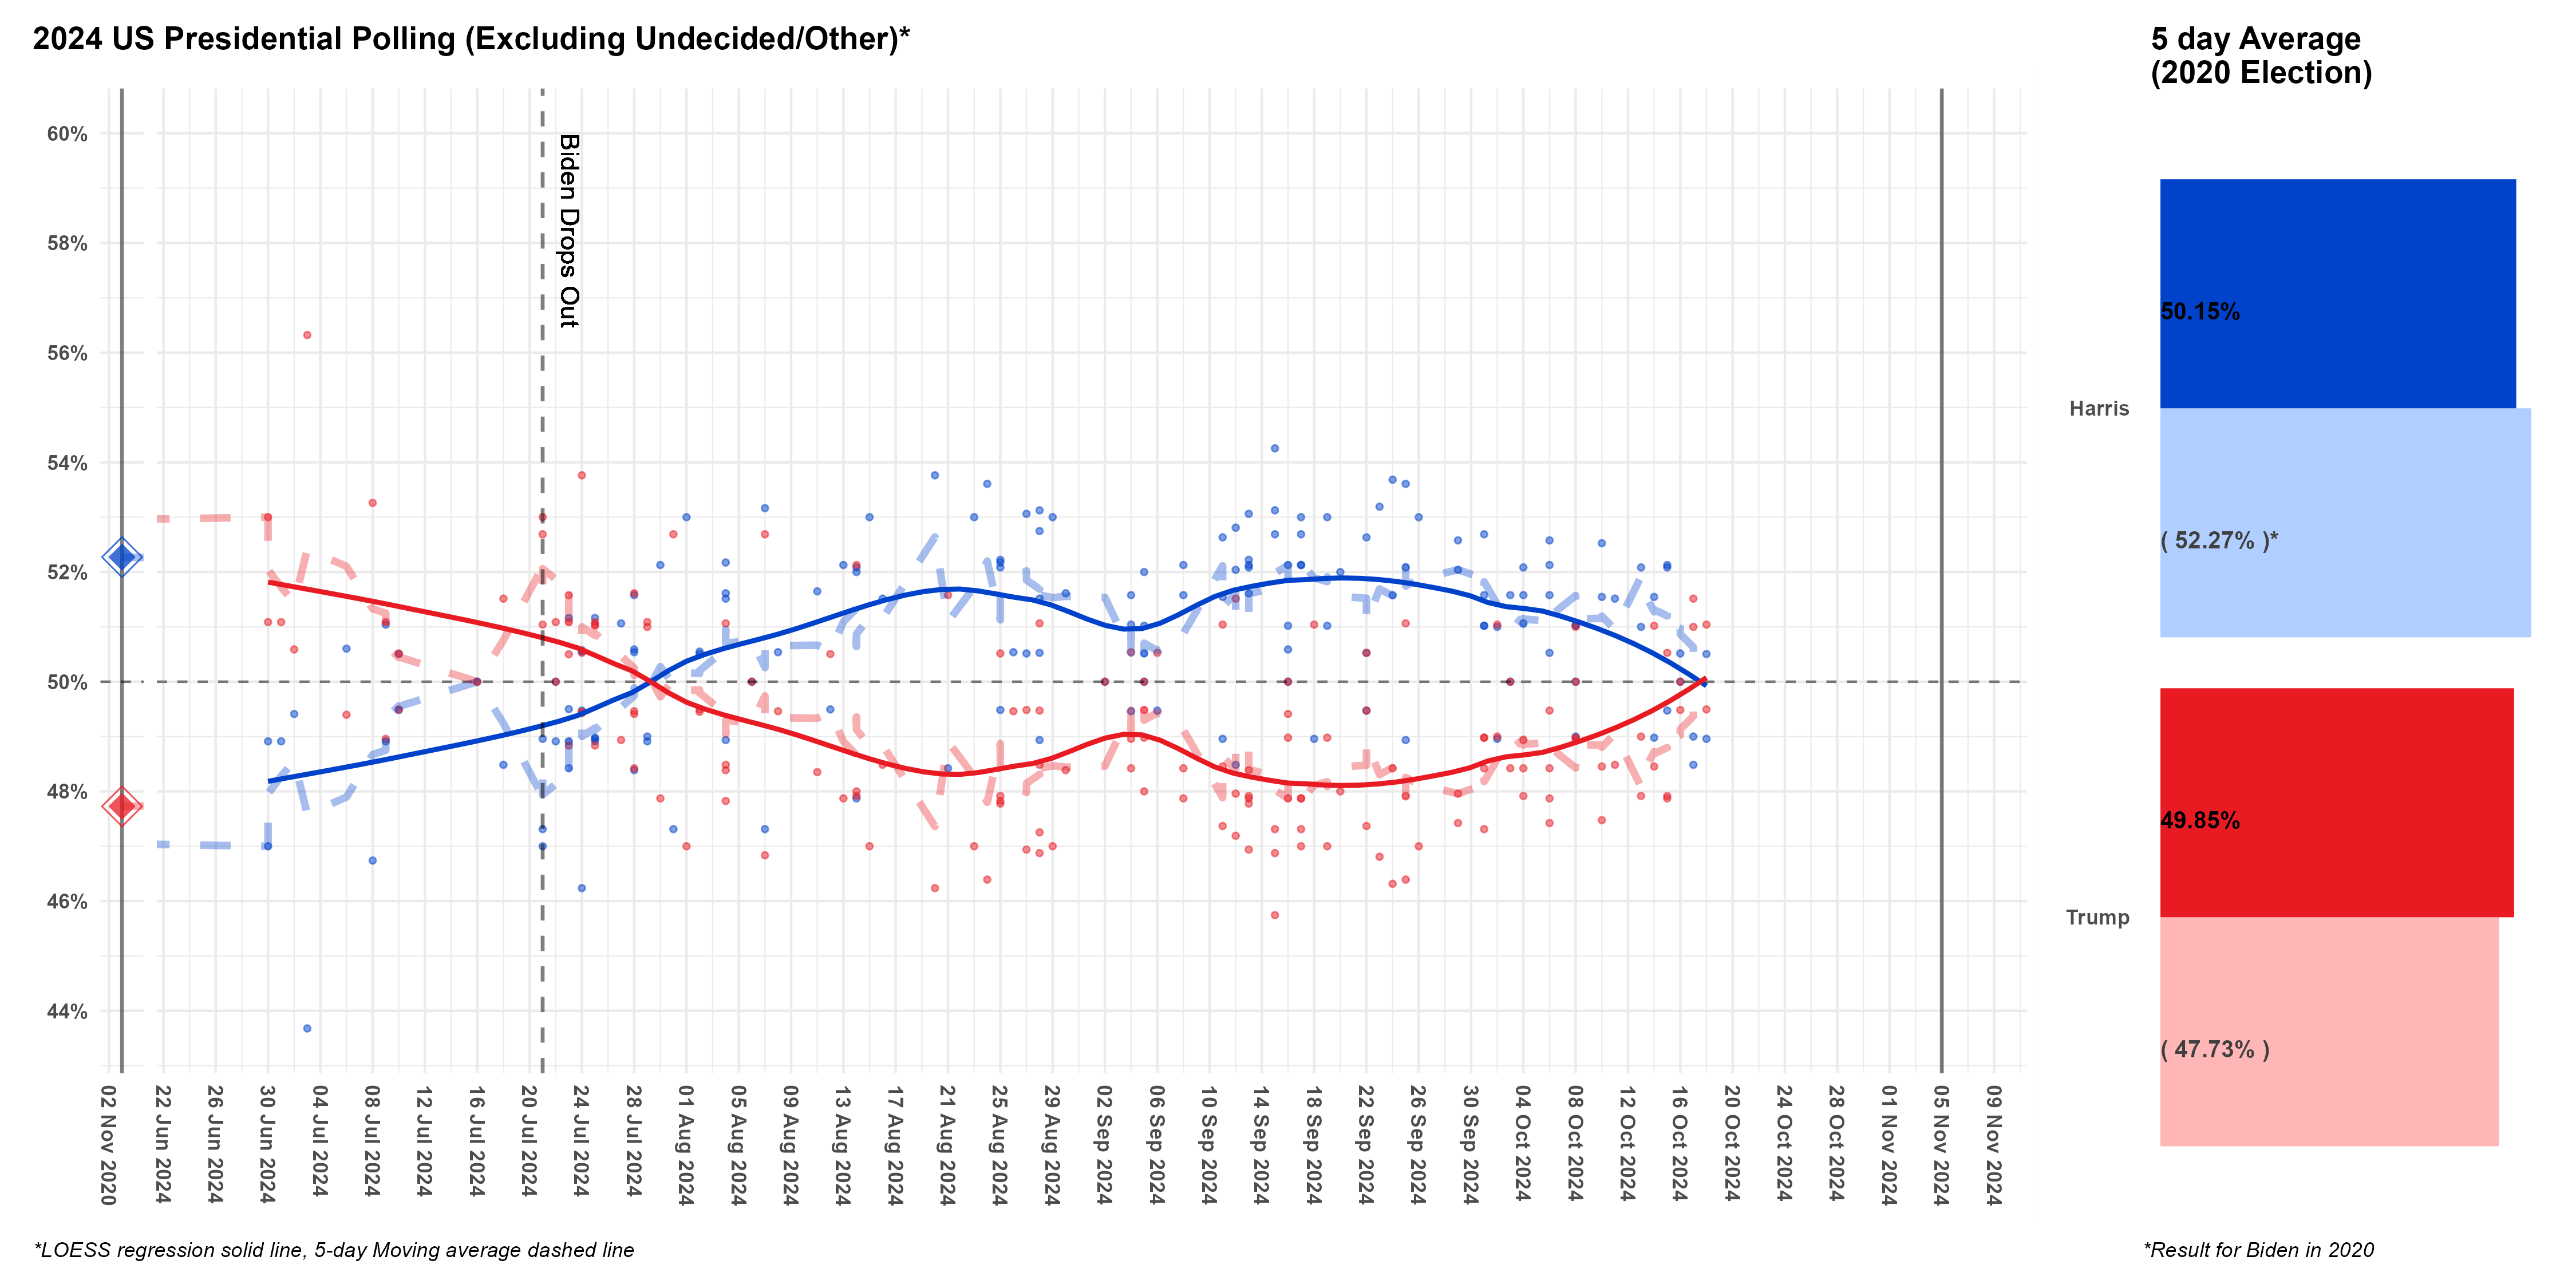 2024 US Presidential Polling (Excluding Undecided/Other)*
5 day Average
(2020 Election)
60%
58%
56%
54%
52%
50%
48%
46%
44%
Biden Drops Out
02 Nov 2020
22 Jun 2024
26 Jun 2024
30 Jun 2024
04 Jul 2024
08 Jul 2024
12 Jul 2024
16 Jul 2024
20 Jul 2024
24 Jul 2024
28 Jul 2024
01 Aug 2024
05 Aug 2024
09 Aug 2024
13 Aug 2024
17 Aug 2024
21 Aug 2024
25 Aug 2024
29 Aug 2024
02 Sep 2024
06 Sep 2024
10 Sep 2024
14 Sep 2024
18 Sep 2024
22 Sep 2024
26 Sep 2024
30 Sep 2024
04 Oct 2024
08 Oct 2024
12 Oct 2024
16 Oct 2024
20 Oct 2024
24 Oct 2024
28 Oct 2024
01 Nov 2024
05 Nov 2024
09 Nov 2024
Harris
50.15%
( 52.27% )*
Trump
49.85%
( 47.73% )
*LOESS regression solid line, 5-day Moving average dashed line
*Result for Biden in 2020